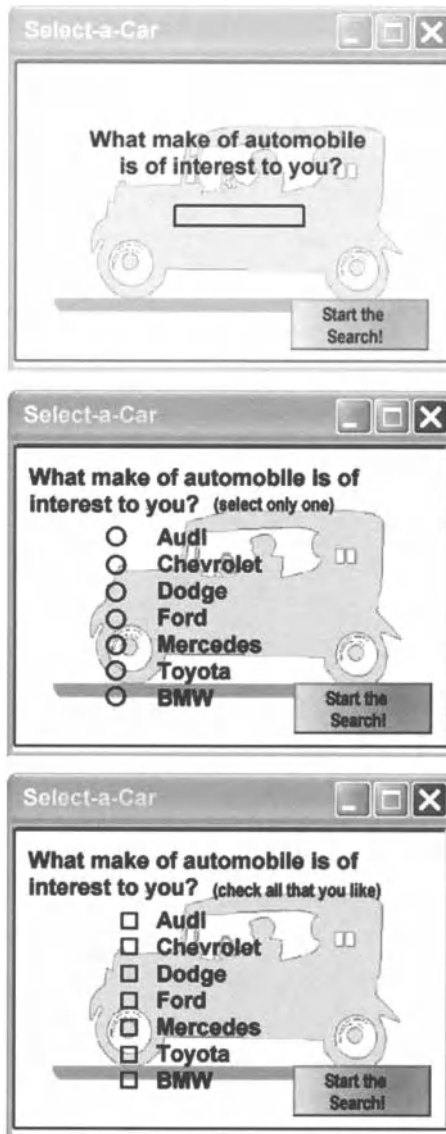 Select-a-Car
What make of automobile
is of interest to you?
Start the
Search!
Select-a-Car
What make of automobile is of
interest to you? (select only one)
Audi
Chevrolet
Dodge
Ford
Mercedes
Toyota
BMW
Start the
Search!
Select-a-Car
What make of automobile is of
interest to you? (check all that you like)
Audi
Chevrolet
Dodge
Ford
Mercedes
Toyota
BMW
Start the
Search!